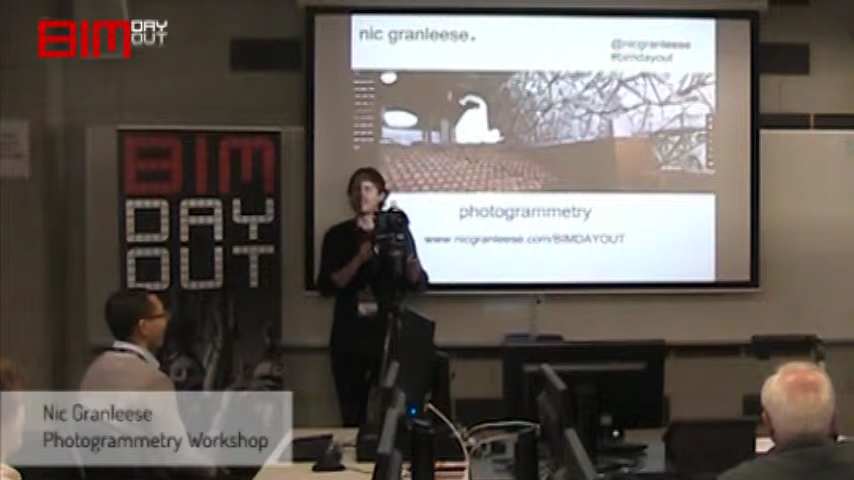 BIM DAY OUT
nic granleese.
@nicgranleese
#bimdayout
BIM
DAY
OUT
photogrammetry
www.nicgranleese.com/BIMDAYOUT
Nic Granleese
Photogrammetry Workshop